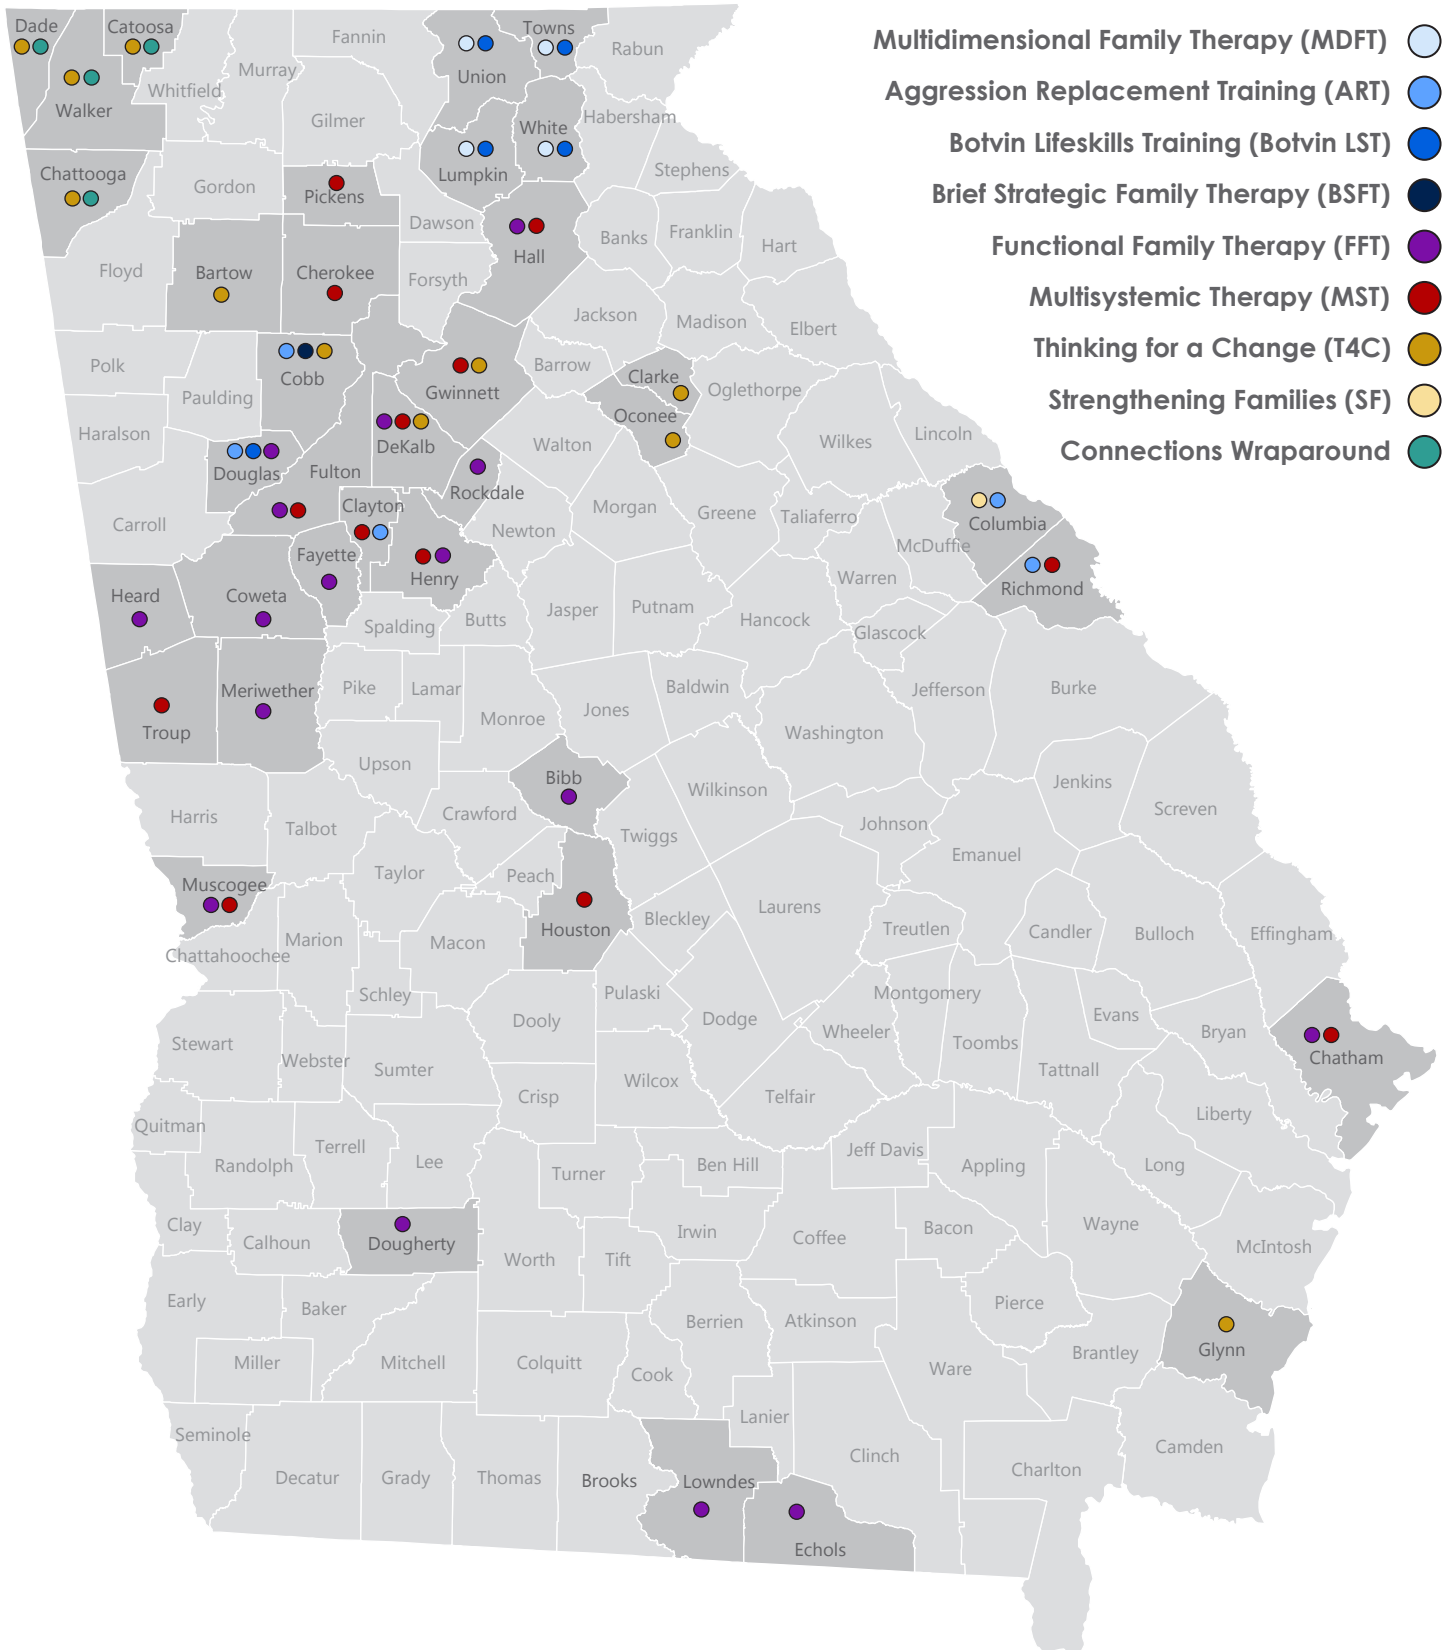 Multidimensional Family Therapy (MDFT)
Aggression Replacement Training (ART)
Botvin Lifeskills Training (Botvin LST)
Brief Strategic Family Therapy (BSFT)
Functional Family Therapy (FFT)
Multisystemic Therapy (MST)
Thinking for a Change (T4C)
Strengthening Families (SF)
Connections Wraparound
Dade
Catoosa
Fannin
Towns
Rabun
Union
Murray
Whitfield
Walker
Gilmer
White
Habersham
Chattooga
Gordon
Pickens
Lumpkin
Stephens
Dawson
Banks
Franklin
Hart
Hall
Floyd
Bartow
Cherokee
Forsyth
Jackson
Madison
Elbert
Polk
Paulding
Cobb
Gwinnett
Barrow
Clarke
Oglethorpe
Oconee
Haralson
Douglas
Fulton
DeKalb
Walton
Wilkes
Lincoln
Rockdale
Carroll
Clayton
Newton
Morgan
Greene
Taliaferro
Columbia
McDuffie
Fayette
Henry
Warren
Richmond
Heard
Coweta
Spalding
Butts
Jasper
Putnam
Hancock
Glascock
Troup
Meriwether
Pike
Lamar
Monroe
Jones
Baldwin
Washington
Jefferson
Burke
Upson
Bibb
Wilkinson
Jenkins
Screven
Harris
Talbot
Crawford
Twiggs
Johnson
Emanuel
Muscogee
Taylor
Peach
Houston
Bleckley
Laurens
Treutlen
Candler
Bulloch
Effingham
Chattahoochee
Marion
Macon
Schley
Pulaski
Dodge
Montgomery
Wheeler
Toombs
Evans
Bryan
Chatham
Stewart
Webster
Sumter
Dooly
Wilcox
Tattnall
Crisp
Telfair
Liberty
Quitman
Randolph
Terrell
Lee
Turner
Ben Hill
Jeff Davis
Appling
Long
Clay
Calhoun
Dougherty
Worth
Tift
Irwin
Coffee
Bacon
Wayne
McIntosh
Early
Baker
Berrien
Atkinson
Pierce
Glynn
Miller
Mitchell
Colquitt
Cook
Ware
Brantley
Seminole
Decatur
Grady
Thomas
Brooks
Lowndes
Lanier
Clinch
Charlton
Camden
Echols